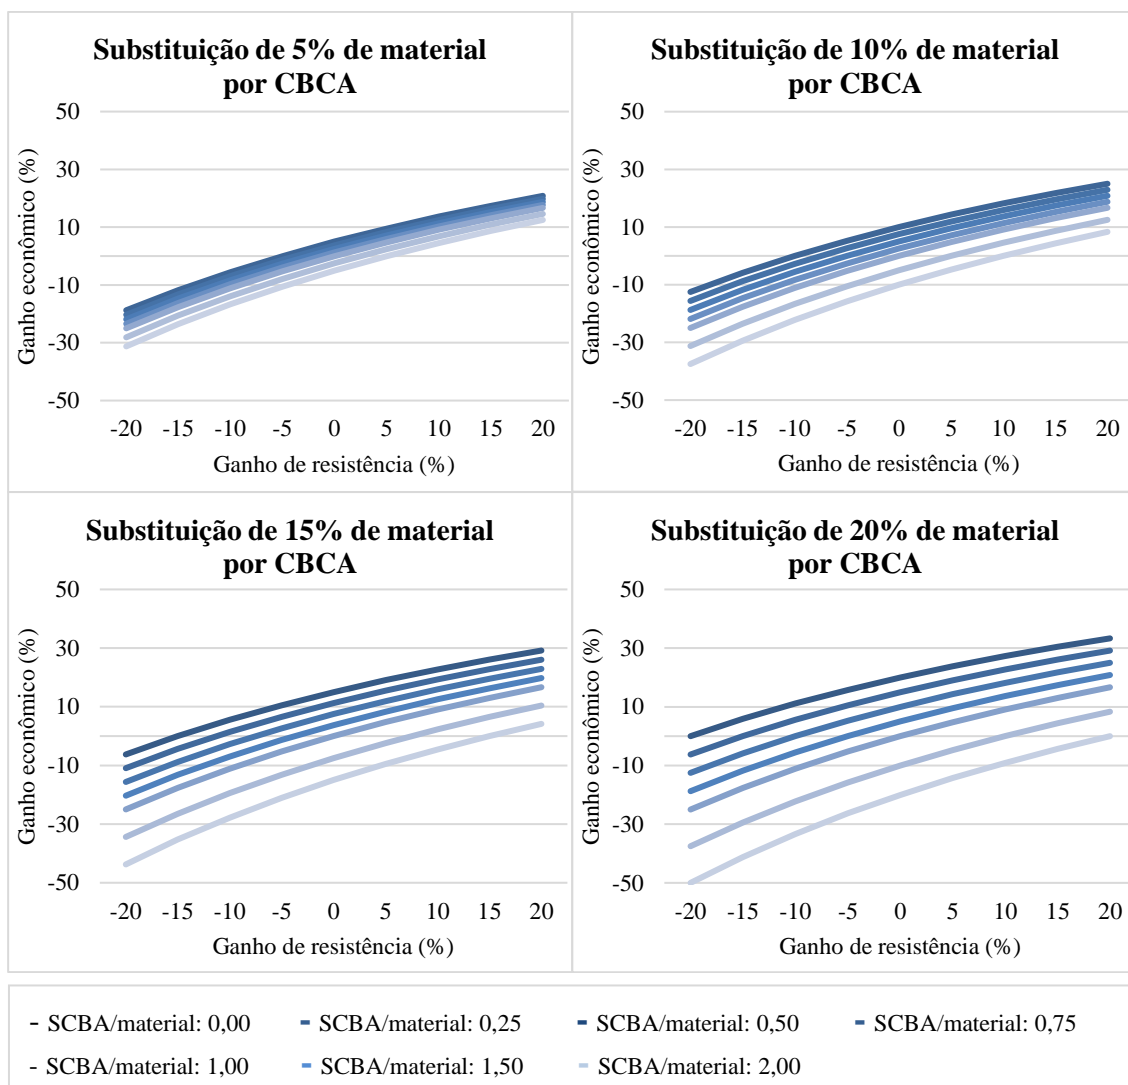 Substituição de 5% de material
por CBCA
Ganho econômico (%)
50
30
10
-10
-30
-50
-20 -15 -10 -5 0 5 10 15 20
Ganho de resistência (%)
Substituição de 10% de material
por CBCA
Ganho econômico (%)
50
30
10
-10
-30
-50
-20 -15 -10 -5 0 5 10 15 20
Ganho de resistência (%)
Substituição de 15% de material
por CBCA
Ganho econômico (%)
50
30
10
-10
-30
-50
-20 -15 -10 -5 0 5 10 15 20
Ganho de resistência (%)
Substituição de 20% de material
por CBCA
Ganho econômico (%)
50
30
10
-10
-30
-50
-20 -15 -10 -5 0 5 10 15 20
Ganho de resistência (%)
SCBA/material: 0,00 SCBA/material: 0,25 SCBA/material: 0,50 SCBA/material: 0,75
SCBA/material: 1,00 SCBA/material: 1,50 SCBA/material: 2,00